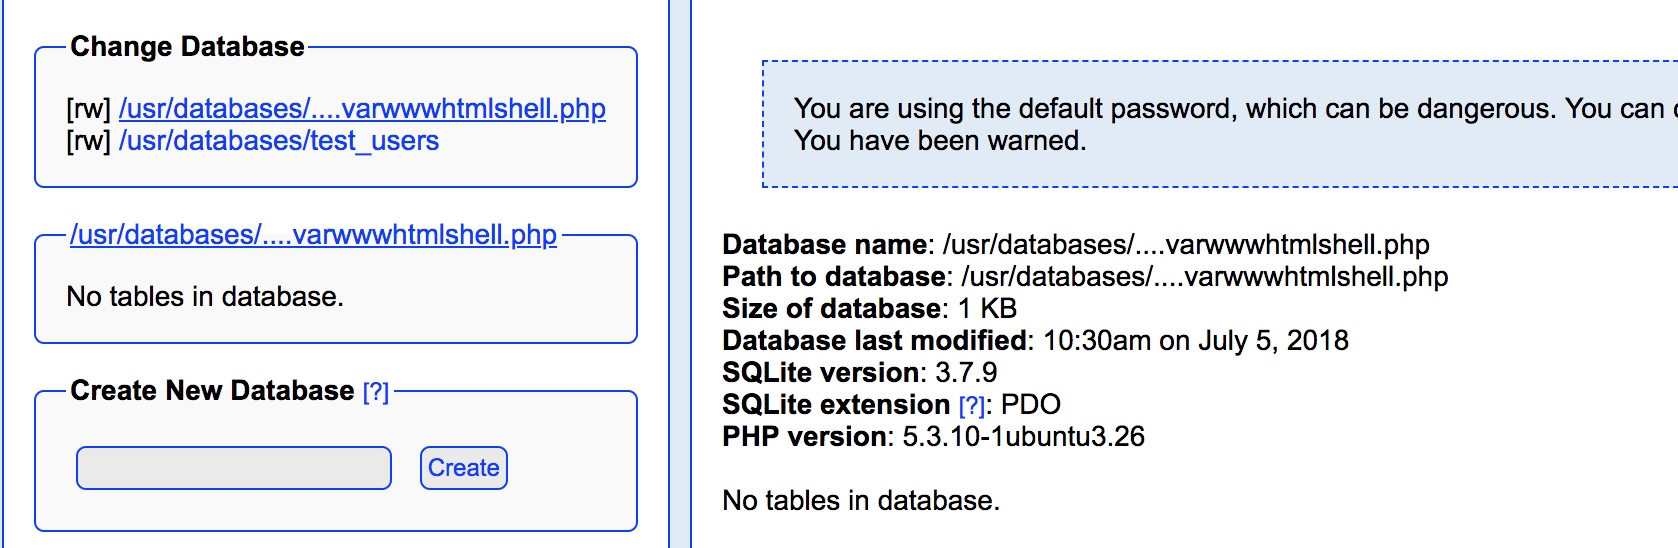 Change Database
[rw] /usr/databases/....varwwwhtmlshell.php
[rw] /usr/databases/test_users
/usr/databases/....varwwwhtmlshell.php
No tables in database.
Create New Database [?]
Create
You are using the default password, which can be dangerous. You can
You have been warned.
Database name: /usr/databases/....varwwwhtmlshell.php
Path to database: /usr/databases/....varwwwhtmlshell.php
Size of database: 1 KB
Database last modified: 10:30am on July 5, 2018
SQLite version: 3.7.9
SQLite extension [?]: PDO
PHP version: 5.3.10-1ubuntu3.26
No tables in database.